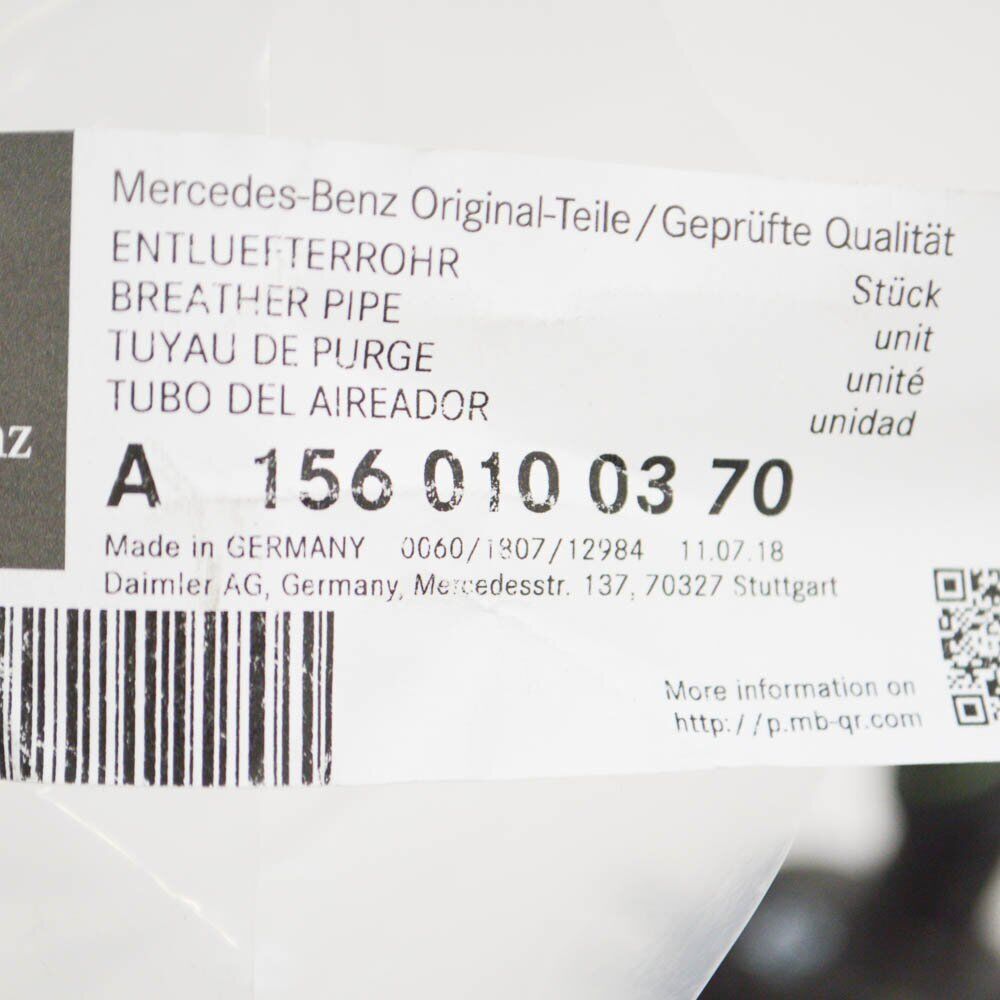 Mercedes-Benz Original-Teile / Geprüfte Qualität
ENTLUEFTERROHR
Stück
BREATHER PIPE
unit
TUYAU DE PURGE
unité
TUBO DEL AIREADOR
unidad
A 156 010 03 70
Made in GERMANY 0060/1807/12984 11.07.18
Daimler AG, Germany, Mercedesstr. 137, 70327 Stuttgart
More information on
http://p.mb-qr.com